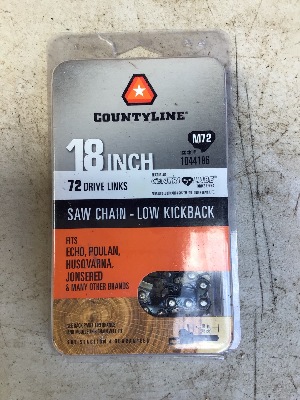 COUNTYLINE
M72
18 INCH
1044186
72 DRIVE LINKS
SAW CHAIN - LOW KICKBACK
FITS
ECHO, POULAN,
HUSQVARNA,
JONSERED
& MANY OTHER BRANDS